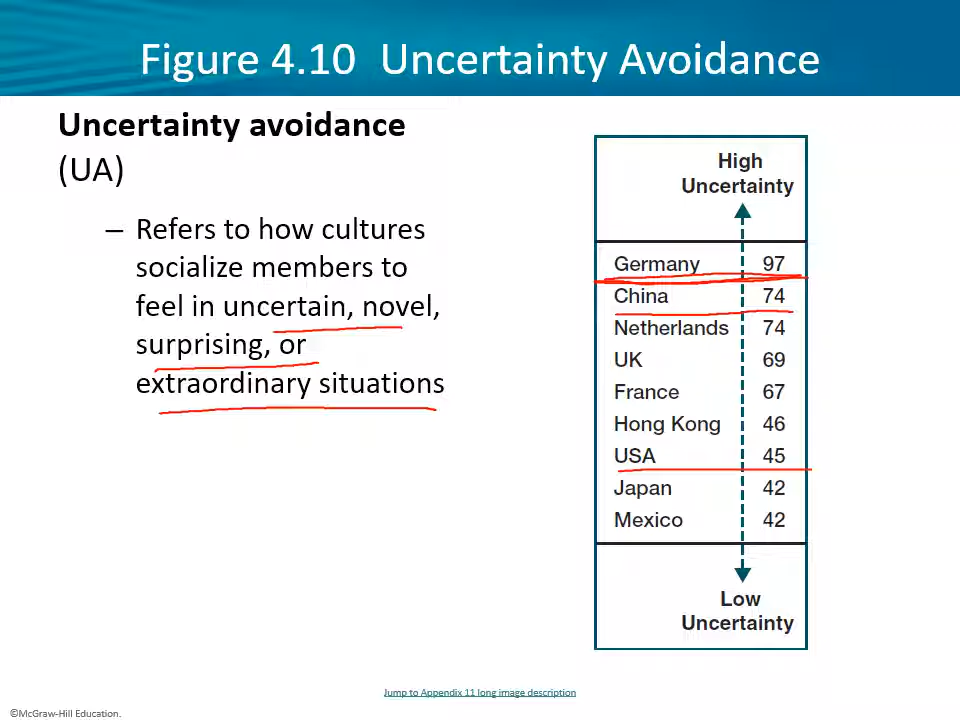 Figure 4.10 Uncertainty Avoidance
Uncertainty avoidance
(UA)
– Refers to how cultures
socialize members to
feel in uncertain, novel,
surprising, or
extraordinary situations
High
Uncertainty
Germany 97
China 74
Netherlands 74
UK 69
France 67
Hong Kong 46
USA 45
Japan 42
Mexico 42
Low
Uncertainty
Jump to Appendix 11 long image description
©McGraw-Hill Education.